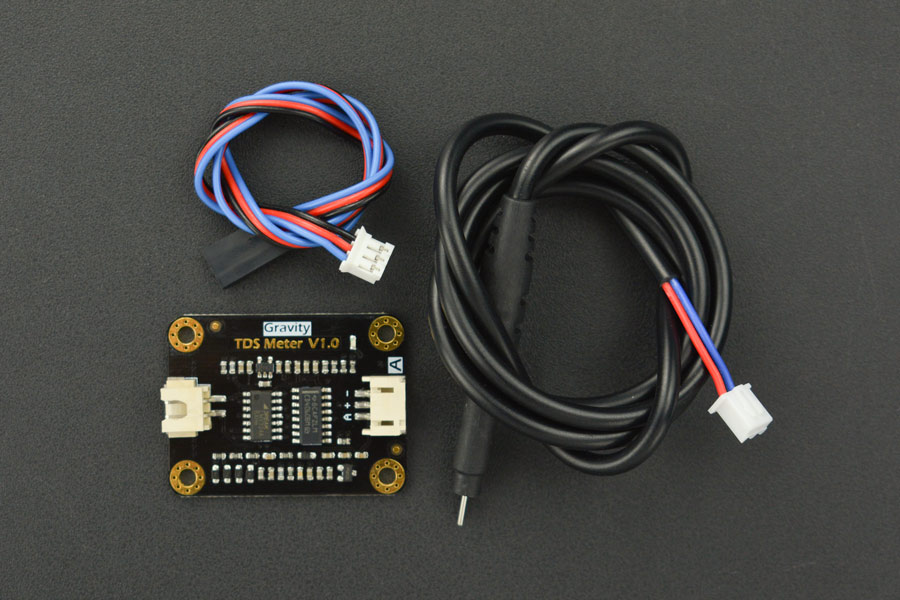 Gravity
TDS Meter V1.0
A
A + -